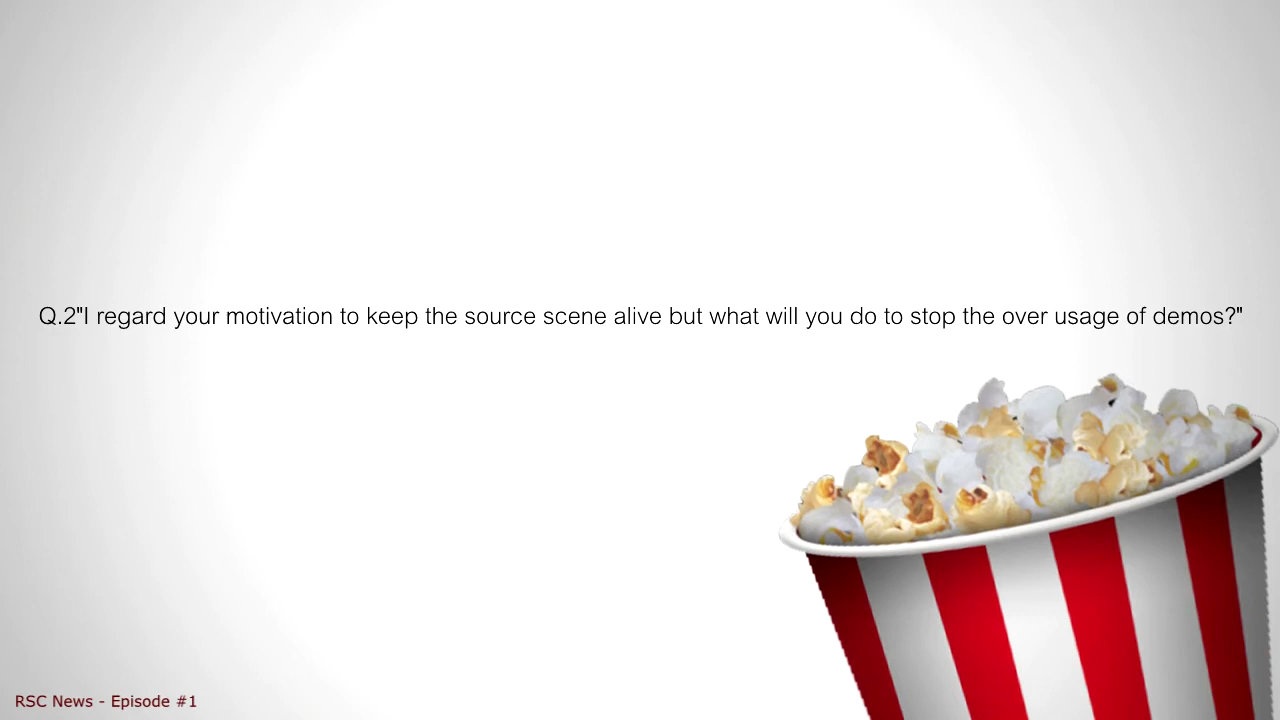 Q.2"I regard your motivation to keep the source scene alive but what will you do to stop the over usage of demos?"
RSC News - Episode #1